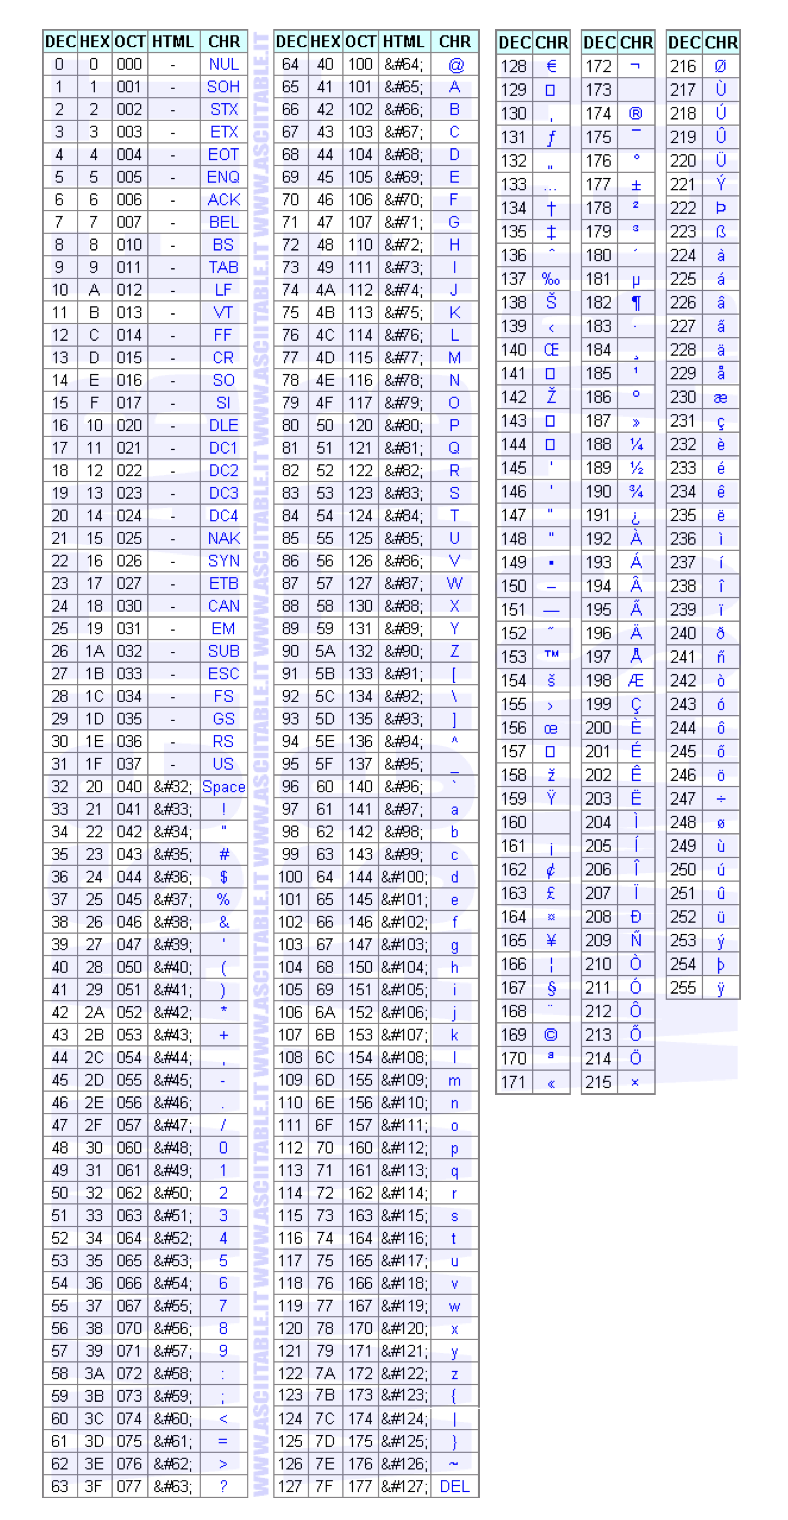 DEC HEX OCT HTML CHR
0 0 000 - NUL
1 1 001 - SOH
2 2 002 - STX
3 3 003 - ETX
4 4 004 - EOT
5 5 005 - ENQ
6 6 006 - ACK
7 7 007 - BEL
8 8 010 - BS
9 9 011 - TAB
10 A 012 - LF
11 B 013 - VT
12 C 014 - FF
13 D 015 - CR
14 E 016 - SO
15 F 017 - SI
16 10 020 - DLE
17 11 021 - DC1
18 12 022 - DC2
19 13 023 - DC3
20 14 024 - DC4
21 15 025 - NAK
22 16 026 - SYN
23 17 027 - ETB
24 18 030 - CAN
25 19 031 - EM
26 1A 032 - SUB
27 1B 033 - ESC
28 1C 034 - FS
29 1D 035 - GS
30 1E 036 - RS
31 1F 037 - US
32 20 040 &#32; Space
33 21 041 &#33; !
34 22 042 &#34; "
35 23 043 &#35; #
36 24 044 &#36; $
37 25 045 &#37; %
38 26 046 &#38; &
39 27 047 &#39; '
40 28 050 &#40; (
41 29 051 &#41; )
42 2A 052 &#42; *
43 2B 053 &#43; +
44 2C 054 &#44; ,
45 2D 055 &#45; -
46 2E 056 &#46; .
47 2F 057 &#47; /
48 30 060 &#48; 0
49 31 061 &#49; 1
50 32 062 &#50; 2
51 33 063 &#51; 3
52 34 064 &#52; 4
53 35 065 &#53; 5
54 36 066 &#54; 6
55 37 067 &#55; 7
56 38 070 &#56; 8
57 39 071 &#57; 9
58 3A 072 &#58; :
59 3B 073 &#59; ;
60 3C 074 &#60; <
61 3D 075 &#61; =
62 3E 076 &#62; >
63 3F 077 &#63; ?
WWW.ASCIITABLE.IT WWW.ASCIITABLE.IT WWW.ASCIITABLE.IT WWW.ASCIITABLE.IT WWW.ASCIITABLE.IT WWW.ASCIITABLE.IT WWW.ASCIITABLE.IT
DEC HEX OCT HTML CHR
64 40 100 &#64; @
65 41 101 &#65; A
66 42 102 &#66; B
67 43 103 &#67; C
68 44 104 &#68; D
69 45 105 &#69; E
70 46 106 &#70; F
71 47 107 &#71; G
72 48 110 &#72; H
73 49 111 &#73; I
74 4A 112 &#74; J
75 4B 113 &#75; K
76 4C 114 &#76; L
77 4D 115 &#77; M
78 4E 116 &#78; N
79 4F 117 &#79; O
80 50 120 &#80; P
81 51 121 &#81; Q
82 52 122 &#82; R
83 53 123 &#83; S
84 54 124 &#84; T
85 55 125 &#85; U
86 56 126 &#86; V
87 57 127 &#87; W
88 58 130 &#88; X
89 59 131 &#89; Y
90 5A 132 &#90; Z
91 5B 133 &#91; [
92 5C 134 &#92; \
93 5D 135 &#93; ]
94 5E 136 &#94; ^
95 5F 137 &#95; _
96 60 140 &#96; `
97 61 141 &#97; a
98 62 142 &#98; b
99 63 143 &#99; c
100 64 144 &#100; d
101 65 145 &#101; e
102 66 146 &#102; f
103 67 147 &#103; g
104 68 150 &#104; h
105 69 151 &#105; i
106 6A 152 &#106; j
107 6B 153 &#107; k
108 6C 154 &#108; l
109 6D 155 &#109; m
110 6E 156 &#110; n
111 6F 157 &#111; o
112 70 160 &#112; p
113 71 161 &#113; q
114 72 162 &#114; r
115 73 163 &#115; s
116 74 164 &#116; t
117 75 165 &#117; u
118 76 166 &#118; v
119 77 167 &#119; w
120 78 170 &#120; x
121 79 171 &#121; y
122 7A 172 &#122; z
123 7B 173 &#123; {
124 7C 174 &#124; |
125 7D 175 &#125; }
126 7E 176 &#126; ~
127 7F 177 &#127; DEL
DEC CHR
128 €
129 □
130 ‚
131 ƒ
132 „
133 …
134 †
135 ‡
136 ˆ
137 ‰
138 Š
139 ‹
140 Œ
141 □
142 Ž
143 □
144 □
145 '
146 '
147 "
148 "
149 •
150 –
151 —
152 ˜
153 ™
154 š
155 ›
156 œ
157 □
158 ž
159 Ÿ
160
161 ¡
162 ¢
163 £
164 ¤
165 ¥
166 ¦
167 §
168 ¨
169 ©
170 ª
171 «
DEC CHR
172 ¬
173
174 ®
175 ¯
176 °
177 ±
178 ²
179 ³
180 ´
181 µ
182 ¶
183 ·
184 ¸
185 ¹
186 º
187 »
188 ¼
189 ½
190 ¾
191 ¿
192 À
193 Á
194 Â
195 Ã
196 Ä
197 Å
198 Æ
199 Ç
200 È
201 É
202 Ê
203 Ë
204 Ì
205 Í
206 Î
207 Ï
208 Ð
209 Ñ
210 Ò
211 Ó
212 Ô
213 Õ
214 Ö
215 ×
DEC CHR
216 Ø
217 Ù
218 Ú
219 Û
220 Ü
221 Ý
222 Þ
223 ß
224 à
225 á
226 â
227 ã
228 ä
229 å
230 æ
231 ç
232 è
233 é
234 ê
235 ë
236 ì
237 í
238 î
239 ï
240 ð
241 ñ
242 ò
243 ó
244 ô
245 õ
246 ö
247 ÷
248 ø
249 ù
250 ú
251 û
252 ü
253 ý
254 þ
255 ÿ